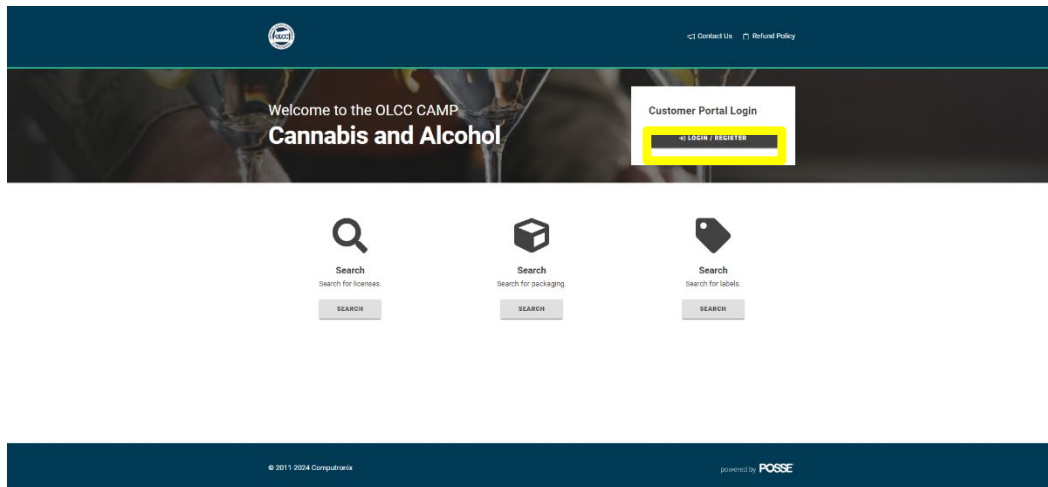 OLCC
Contact Us
Refund Policy
Welcome to the OLCC CAMP
Cannabis and Alcohol
Customer Portal Login
LOGIN / REGISTER
Search
Search for licenses.
SEARCH
Search
Search for packaging.
SEARCH
Search
Search for labels.
SEARCH
© 2011-2024 Computronix
powered by POSSE